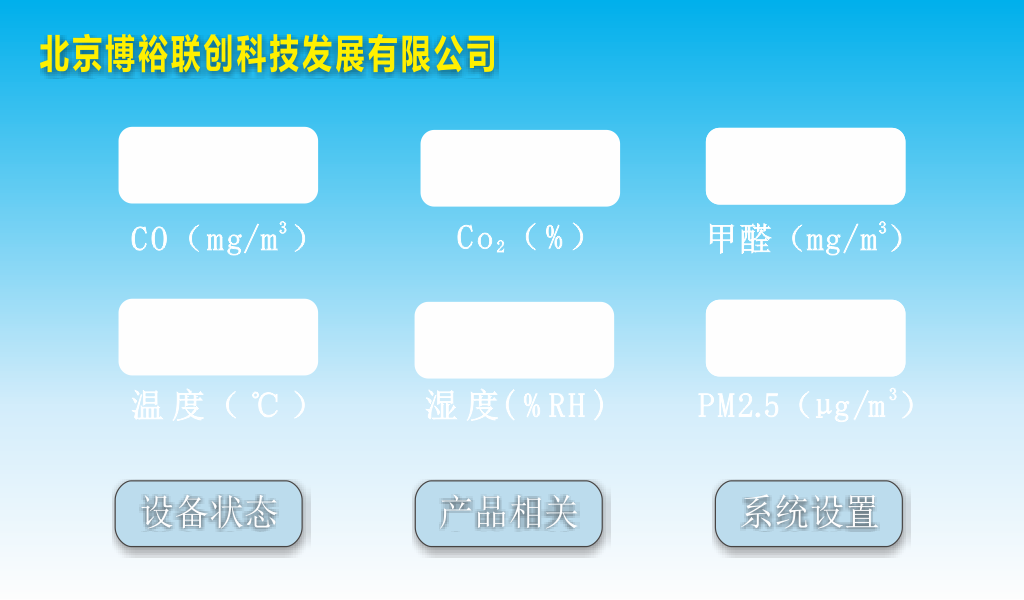 北京博裕联创科技发展有限公司
CO（mg/m³）
Co₂（%）
甲醛（mg/m³）
温度（℃）
湿度(%RH)
PM2.5（μg/m³）
设备状态
产品相关
系统设置